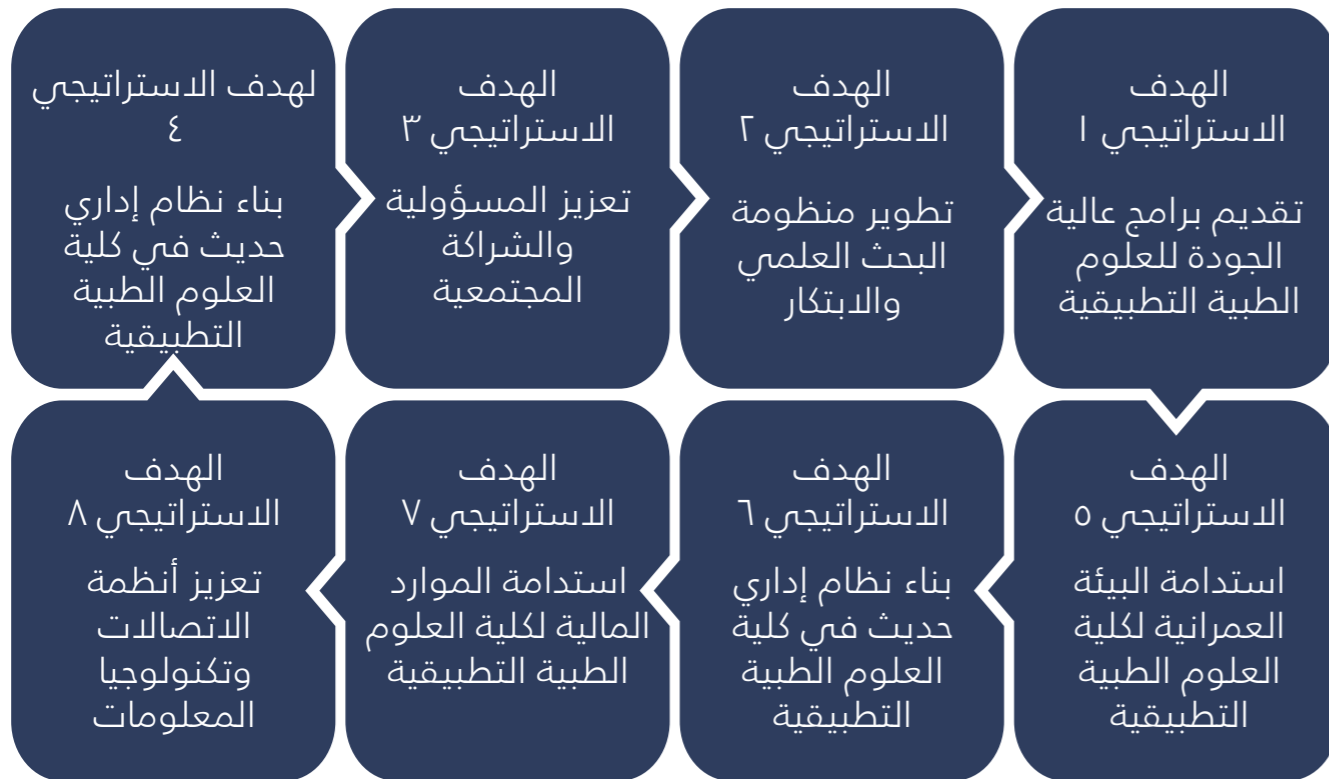 الهدف
الاستراتيجي ١
تقديم برامج عالية
الجودة للعلوم
الطبية التطبيقية
الهدف
الاستراتيجي ٢
تطوير منظومة
البحث العلمي
والابتكار
الهدف
الاستراتيجي ٣
تعزيز المسؤولية
والشراكة
المجتمعية
لهدف الاستراتيجي
٤
بناء نظام إداري
حديث في كلية
العلوم الطبية
التطبيقية
الهدف
الاستراتيجي ٥
استدامة البيئة
العمرانية لكلية
العلوم الطبية
التطبيقية
الهدف
الاستراتيجي ٦
بناء نظام إداري
حديث في كلية
العلوم الطبية
التطبيقية
الهدف
الاستراتيجي ٧
استدامة الموارد
المالية لكلية العلوم
الطبية التطبيقية
الهدف
الاستراتيجي ٨
تعزيز أنظمة
الاتصالات
وتكنولوجيا
المعلومات